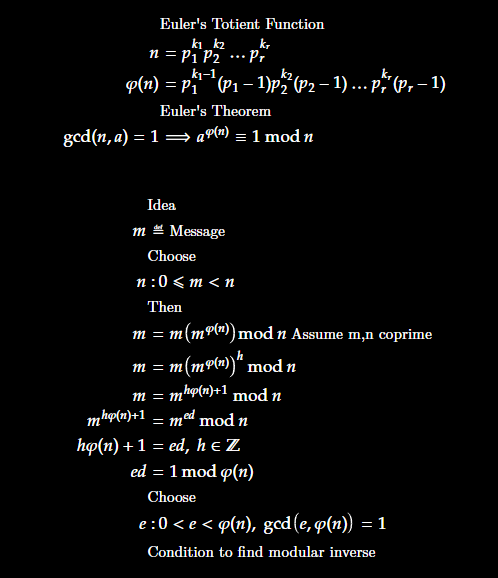 Euler's Totient Function
n = p_1^{k_1} p_2^{k_2} … p_r^{k_r}
φ(n) = p_1^{k_1−1}(p_1 − 1)p_2^{k_2}(p_2 − 1) … p_r^{k_r}(p_r − 1)
Euler's Theorem
gcd(n, a) = 1 ⟹ a^{φ(n)} ≡ 1 mod n
Idea
m ≝ Message
Choose
n : 0 ⩽ m < n
Then
m = m(m^{φ(n)}) mod n Assume m,n coprime
m = m(m^{φ(n)})^h mod n
m = m^{hφ(n)+1} mod n
m^{hφ(n)+1} = m^{ed} mod n
hφ(n) + 1 = ed, h ∈ ℤ
ed = 1 mod φ(n)
Choose
e : 0 < e < φ(n), gcd(e, φ(n)) = 1
Condition to find modular inverse